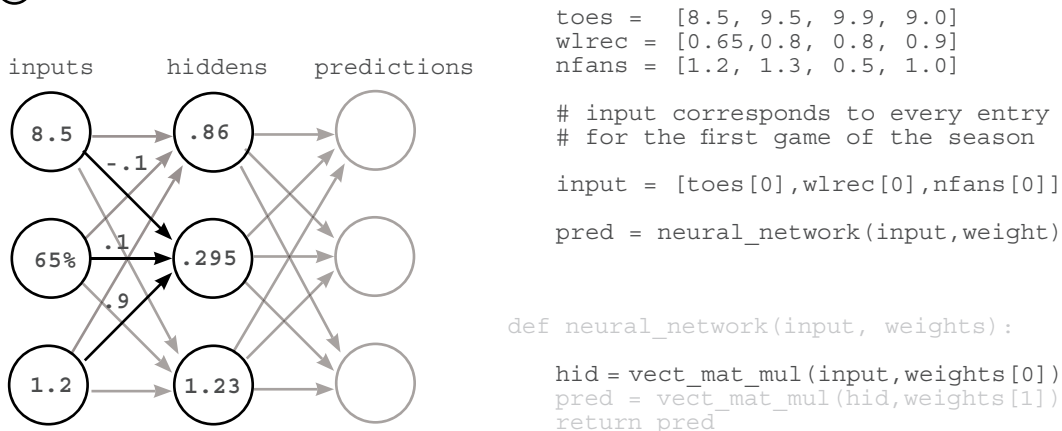 inputs hiddens predictions
8.5 .86
-.1
65% .1 .295
.9
1.2 1.23
toes = [8.5, 9.5, 9.9, 9.0]
wlrec = [0.65,0.8, 0.8, 0.9]
nfans = [1.2, 1.3, 0.5, 1.0]
# input corresponds to every entry
# for the first game of the season
input = [toes[0],wlrec[0],nfans[0]]
pred = neural_network(input,weight)
def neural_network(input, weights):
hid = vect_mat_mul(input,weights[0])
pred = vect_mat_mul(hid,weights[1])
return pred